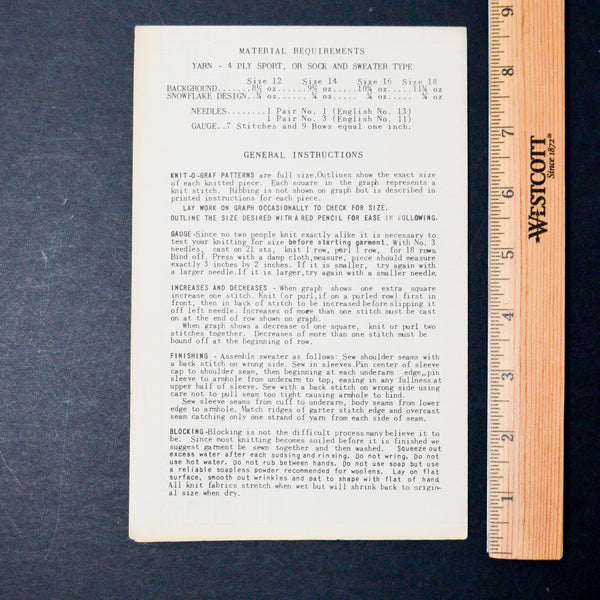 MATERIAL REQUIREMENTS
YARN - 4 PLY SPORT, OR SOCK AND SWEATER TYPE
Size 12 Size 14 Size 16 Size 18
BACKGROUND......8½ oz.....9½ oz.....10¼ oz.....11¼ oz
SNOWFLAKE DESIGN..¼ oz..... ¼ oz..... ¼ oz..... ¼ oz
NEEDLES........1 Pair No. 1 (English No. 13)
1 Pair No. 3 (English No. 11)
GAUGE..7 Stitches and 9 Rows equal one inch.
GENERAL INSTRUCTIONS
KNIT-O-GRAF PATTERNS are full size.Outlines show the exact size
of each knitted piece. Each square in the graph represents a
knit stitch. Ribbing is not shown on graph but is described in
printed instructions for each piece.
LAY WORK ON GRAPH OCCASIONALLY TO CHECK FOR SIZE.
OUTLINE THE SIZE DESIRED WITH A RED PENCIL FOR EASE IN FOLLOWING.
GAUGE-Since no two people knit exactly alike it is necessary to
test your knitting for size before starting garment. With No. 3
needles, cast on 21 sts, knit 1 row, purl 1 row, for 18 rows.
Bind off. Press with a damp cloth,measure, piece should measure
exactly 3 inches by 2 inches. If it is smaller, try again with
a larger needle.If it is larger,try again with a smaller needle.
INCREASES AND DECREASES - When graph shows one extra square
increase one stitch. Knit (or purl,if on a purled row) first in
front, then in back of stitch to be increased before slipping it
off left needle. Increases of more than one stitch must be cast
on at the end of row shown on graph.
When graph shows a decrease of one square, knit or purl two
stitches together. Decreases of more than one stitch must be
bound off at the beginning of row.
FINISHING - Assemble sweater as follows: Sew shoulder seams with
a back stitch on wrong side. Sew in sleeves.Pin center of sleeve
cap to shoulder seam, then beginning at each underarm edge,pin
sleeve to armhole from underarm to top, easing in any fullness at
upper half of sleeve. Sew with a back stitch on wrong side using
care not to pull seam too tight causing armhole to bind.
Sew sleeve seams from cuff to underarm, body seams from lower
edge to armhole. Match ridges of garter stitch edge and overcast
seam catching only one strand of yarn from each side of seam.
BLOCKING-Blocking is not the difficult process many believe it to
be. Since most knitting becomes soiled before it is finished we
suggest garment be sewn together and then washed. Squeeze out
excess water after each sudsing and rinsing. Do not wring. Do not
use hot water. Do not rub between hands. Do not use soap but use
a reliable soapless powder recommended for woolens. Lay on flat
surface, smooth out wrinkles and pat to shape with flat of hand
All knit fabrics stretch when wet but will shrink back to origin-
al size when dry.
9
8
7
6
WESTCOTT
Since 1872
5
4
3
2
1